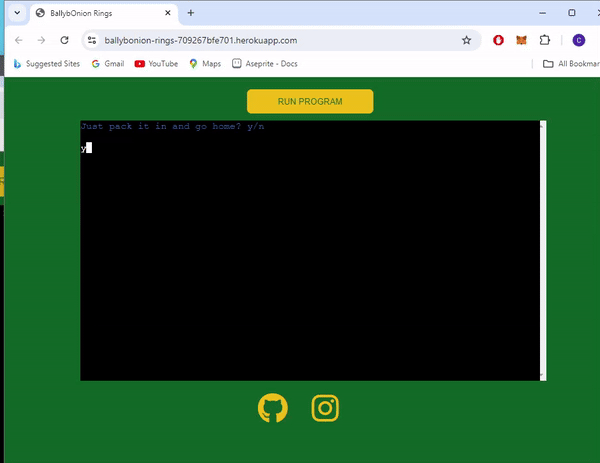 BallybOnion Rings
ballybonion-rings-709267bfe701.herokuapp.com
Suggested Sites Gmail YouTube Maps Aseprite - Docs All Bookmar
C
RUN PROGRAM
Just pack it in and go home? y/n
y